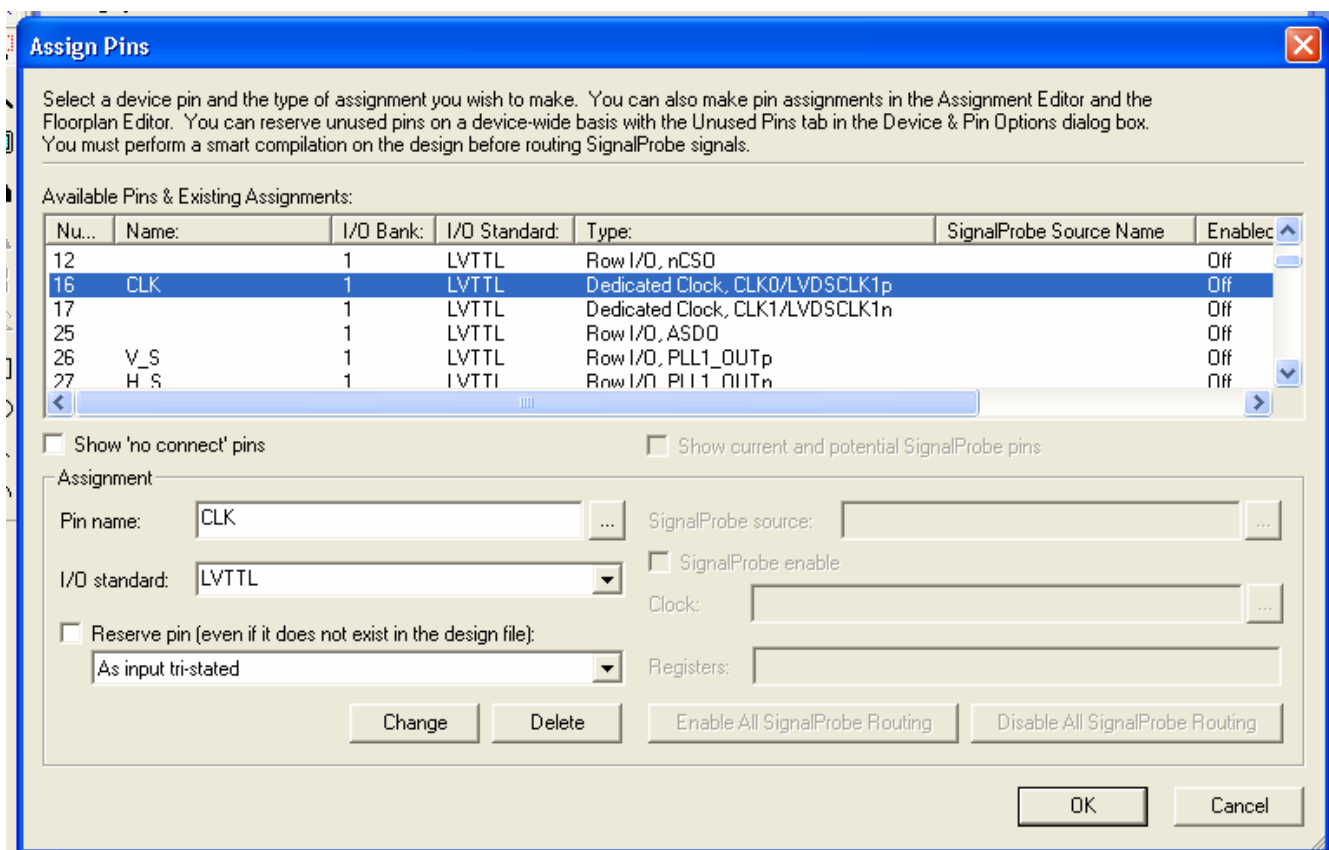 Assign Pins
Select a device pin and the type of assignment you wish to make.  You can also make pin assignments in the Assignment Editor and the
Floorplan Editor.  You can reserve unused pins on a device-wide basis with the Unused Pins tab in the Device & Pin Options dialog box.
You must perform a smart compilation on the design before routing SignalProbe signals.
Available Pins & Existing Assignments:
Nu... Name: I/O Bank: I/O Standard: Type: SignalProbe Source Name Enabled
12 1 LVTTL Row I/O, nCSO Off
16 CLK 1 LVTTL Dedicated Clock, CLK0/LVDSCLK1p Off
17 1 LVTTL Dedicated Clock, CLK1/LVDSCLK1n Off
25 1 LVTTL Row I/O, ASDO Off
26 V_S 1 LVTTL Row I/O, PLL1_OUTp Off
27 H_S 1 LVTTL Row I/O, PLL1_OUTn Off
Show 'no connect' pins
Show current and potential SignalProbe pins
Assignment
Pin name: CLK ... SignalProbe source: ...
SignalProbe enable
I/O standard: LVTTL
Clock: ...
Reserve pin (even if it does not exist in the design file):
As input tri-stated Registers:
Change Delete Enable All SignalProbe Routing Disable All SignalProbe Routing
OK Cancel